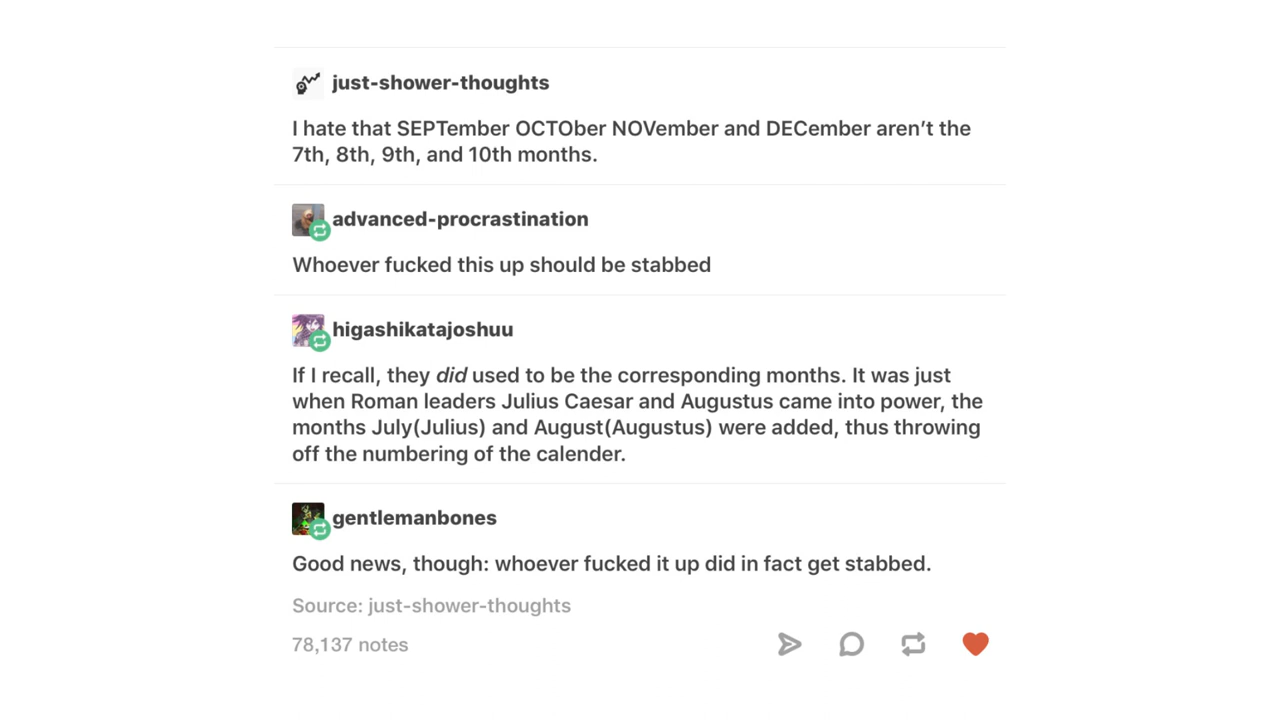 just-shower-thoughts
I hate that SEPTember OCTOber NOVember and DECember aren’t the
7th, 8th, 9th, and 10th months.
advanced-procrastination
Whoever fucked this up should be stabbed
higashikatajoshuu
If I recall, they did used to be the corresponding months. It was just
when Roman leaders Julius Caesar and Augustus came into power, the
months July(Julius) and August(Augustus) were added, thus throwing
off the numbering of the calender.
gentlemanbones
Good news, though: whoever fucked it up did in fact get stabbed.
Source: just-shower-thoughts
78,137 notes